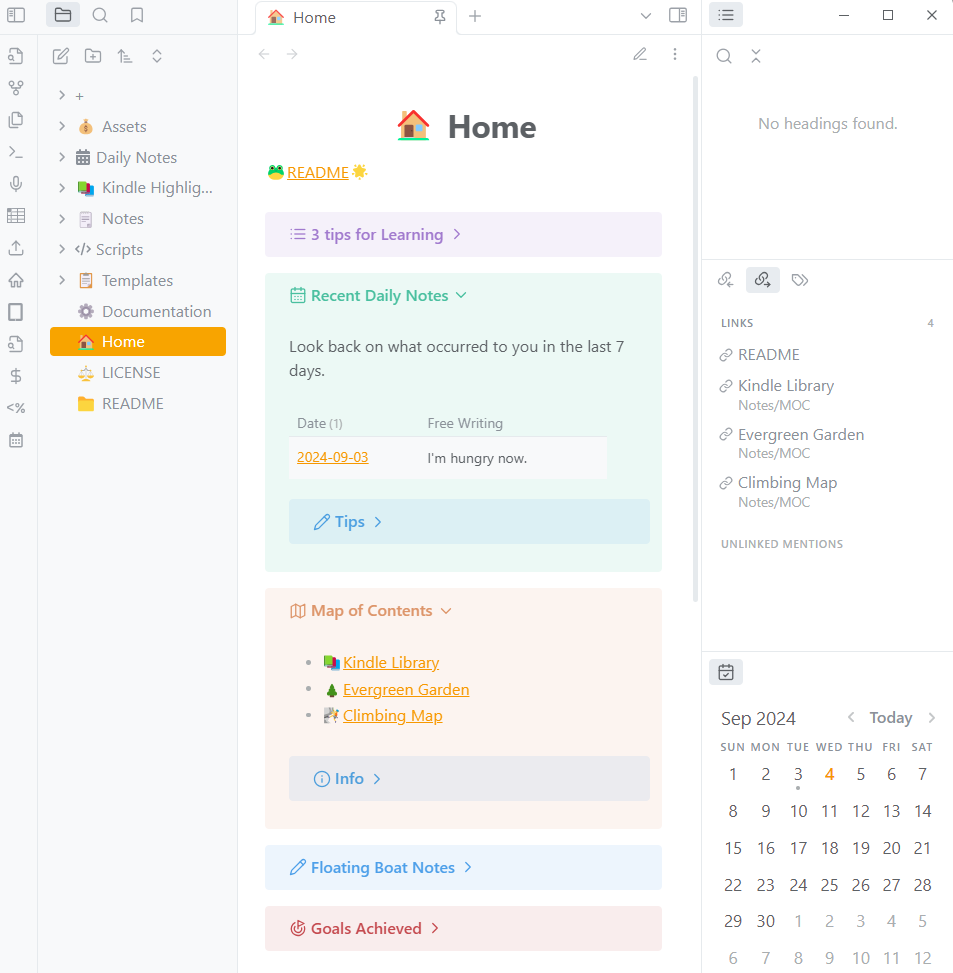 Home
+
Assets
Daily Notes
Kindle Highlig...
Notes
</> Scripts
Templates
Documentation
Home
LICENSE
README
Home
README
3 tips for Learning
Recent Daily Notes
Look back on what occurred to you in the last 7
days.
Date (1) Free Writing
2024-09-03 I'm hungry now.
Tips
Map of Contents
Kindle Library
Evergreen Garden
Climbing Map
Info
Floating Boat Notes
Goals Achieved
No headings found.
LINKS 4
README
Kindle Library
Notes/MOC
Evergreen Garden
Notes/MOC
Climbing Map
Notes/MOC
UNLINKED MENTIONS
Sep 2024 Today
SUN MON TUE WED THU FRI SAT
1 2 3 4 5 6 7
8 9 10 11 12 13 14
15 16 17 18 19 20 21
22 23 24 25 26 27 28
29 30 1 2 3 4 5
6 7 8 9 10 11 12